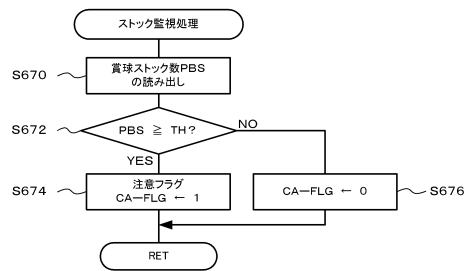 ストック監視処理
S670
賞球ストック数PBS
の読み出し
S672
PBS ≧ TH?
NO
YES
S674
注意フラグ
CA－FLG ← 1
CA－FLG ← 0
S676
RET